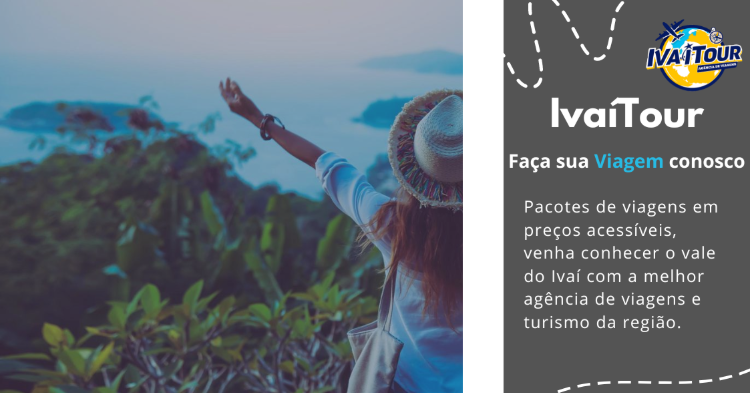 IVAÍTOUR
AGÊNCIA DE VIAGENS
IvaíTour
Faça sua Viagem conosco
Pacotes de viagens em
preços acessíveis,
venha conhecer o vale
do Ivaí com a melhor
agência de viagens e
turismo da região.